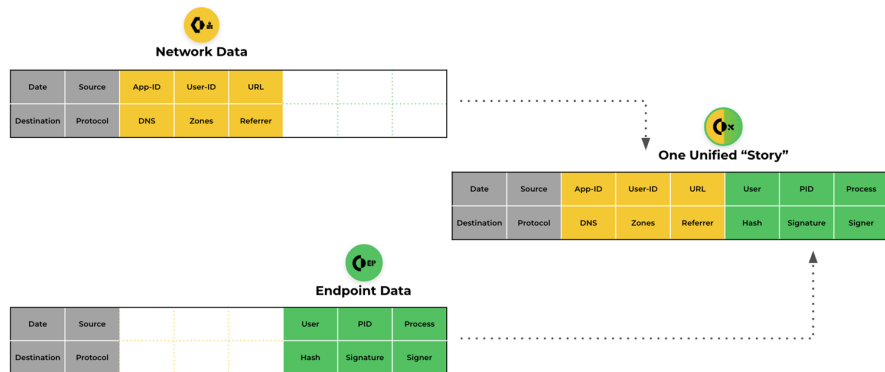 Network Data
Date Source App-ID User-ID URL
Destination Protocol DNS Zones Referrer
One Unified “Story”
Date Source App-ID User-ID URL User PID Process
Destination Protocol DNS Zones Referrer Hash Signature Signer
EP
Endpoint Data
Date Source User PID Process
Destination Protocol Hash Signature Signer